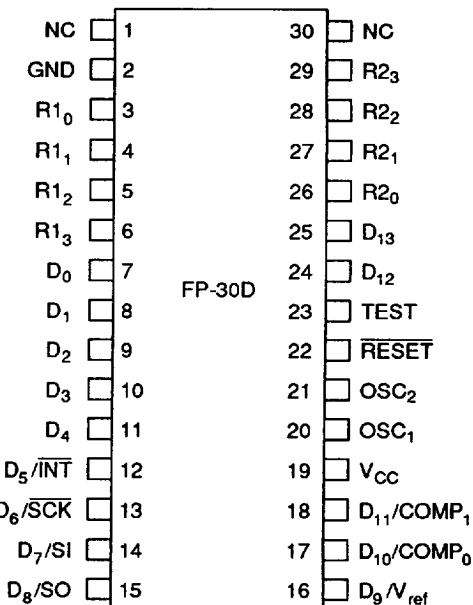 NC 1 30 NC
GND 2 29 R2₃
R1₀ 3 28 R2₂
R1₁ 4 27 R2₁
R1₂ 5 26 R2₀
R1₃ 6 25 D₁₃
D₀ 7 24 D₁₂
FP-30D
D₁ 8 23 TEST
D₂ 9 22 R̅E̅S̅E̅T̅
D₃ 10 21 OSC₂
D₄ 11 20 OSC₁
D₅/I̅N̅T̅ 12 19 V_CC
D₆/S̅C̅K̅ 13 18 D₁₁/COMP₁
D₇/SI 14 17 D₁₀/COMP₀
D₈/SO 15 16 D₉/V_ref